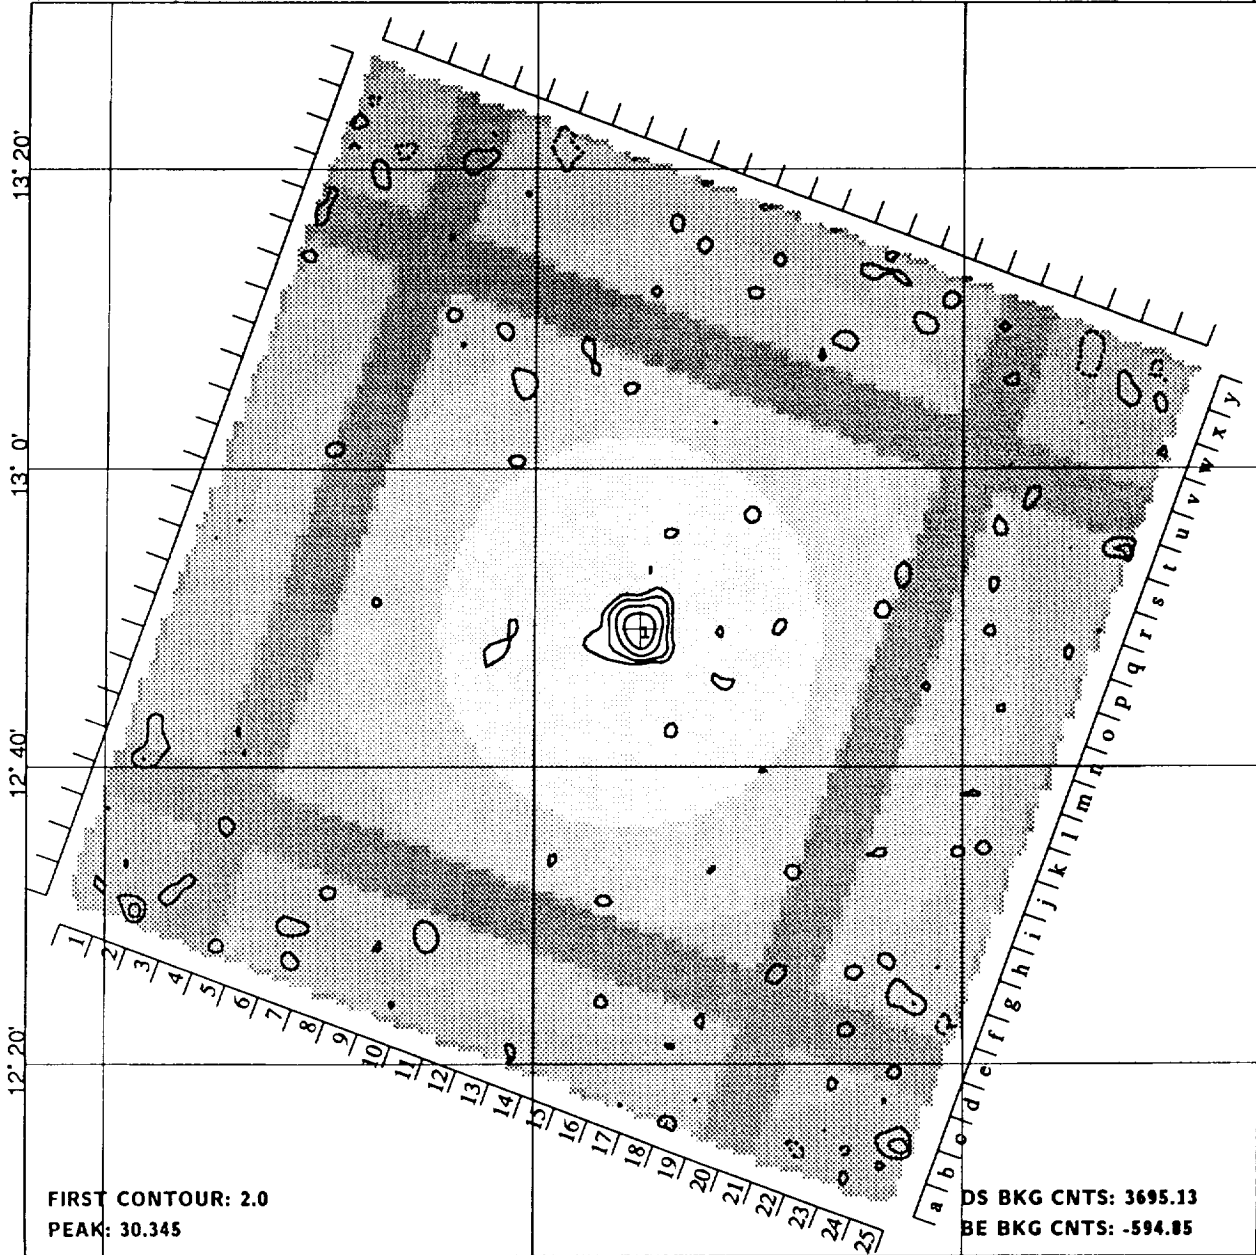 13° 20'
13° 0'
12° 40'
12° 20'
1
1 2 3 4 5 6 7 8 9 10 11 12 13 14 15 16 17 18 19 20 21 22 23 24 25
a b c d e f g h i j k l m n o p q r s t u v w x y
FIRST CONTOUR: 2.0
PEAK: 30.345
DS BKG CNTS: 3695.13
BE BKG CNTS: -594.85